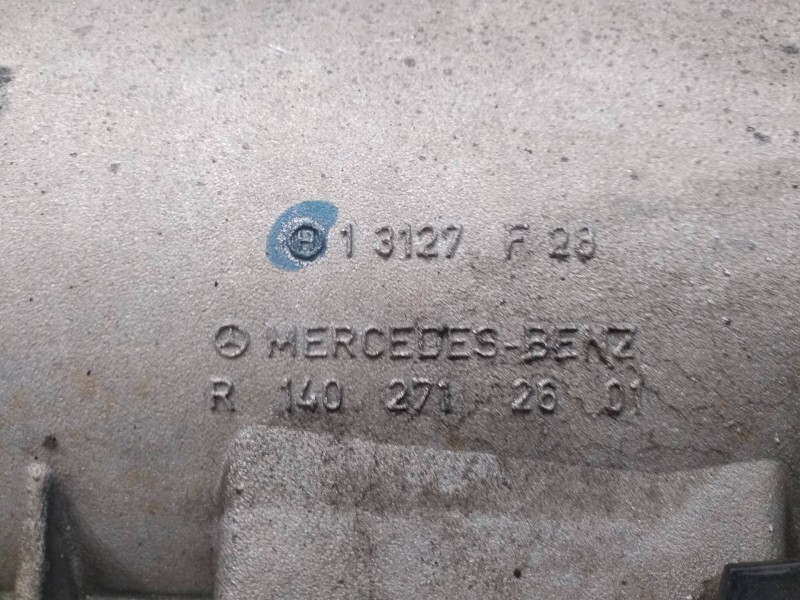 H 1 3127 F 28
MERCEDES-BENZ
R 140 271 26 01